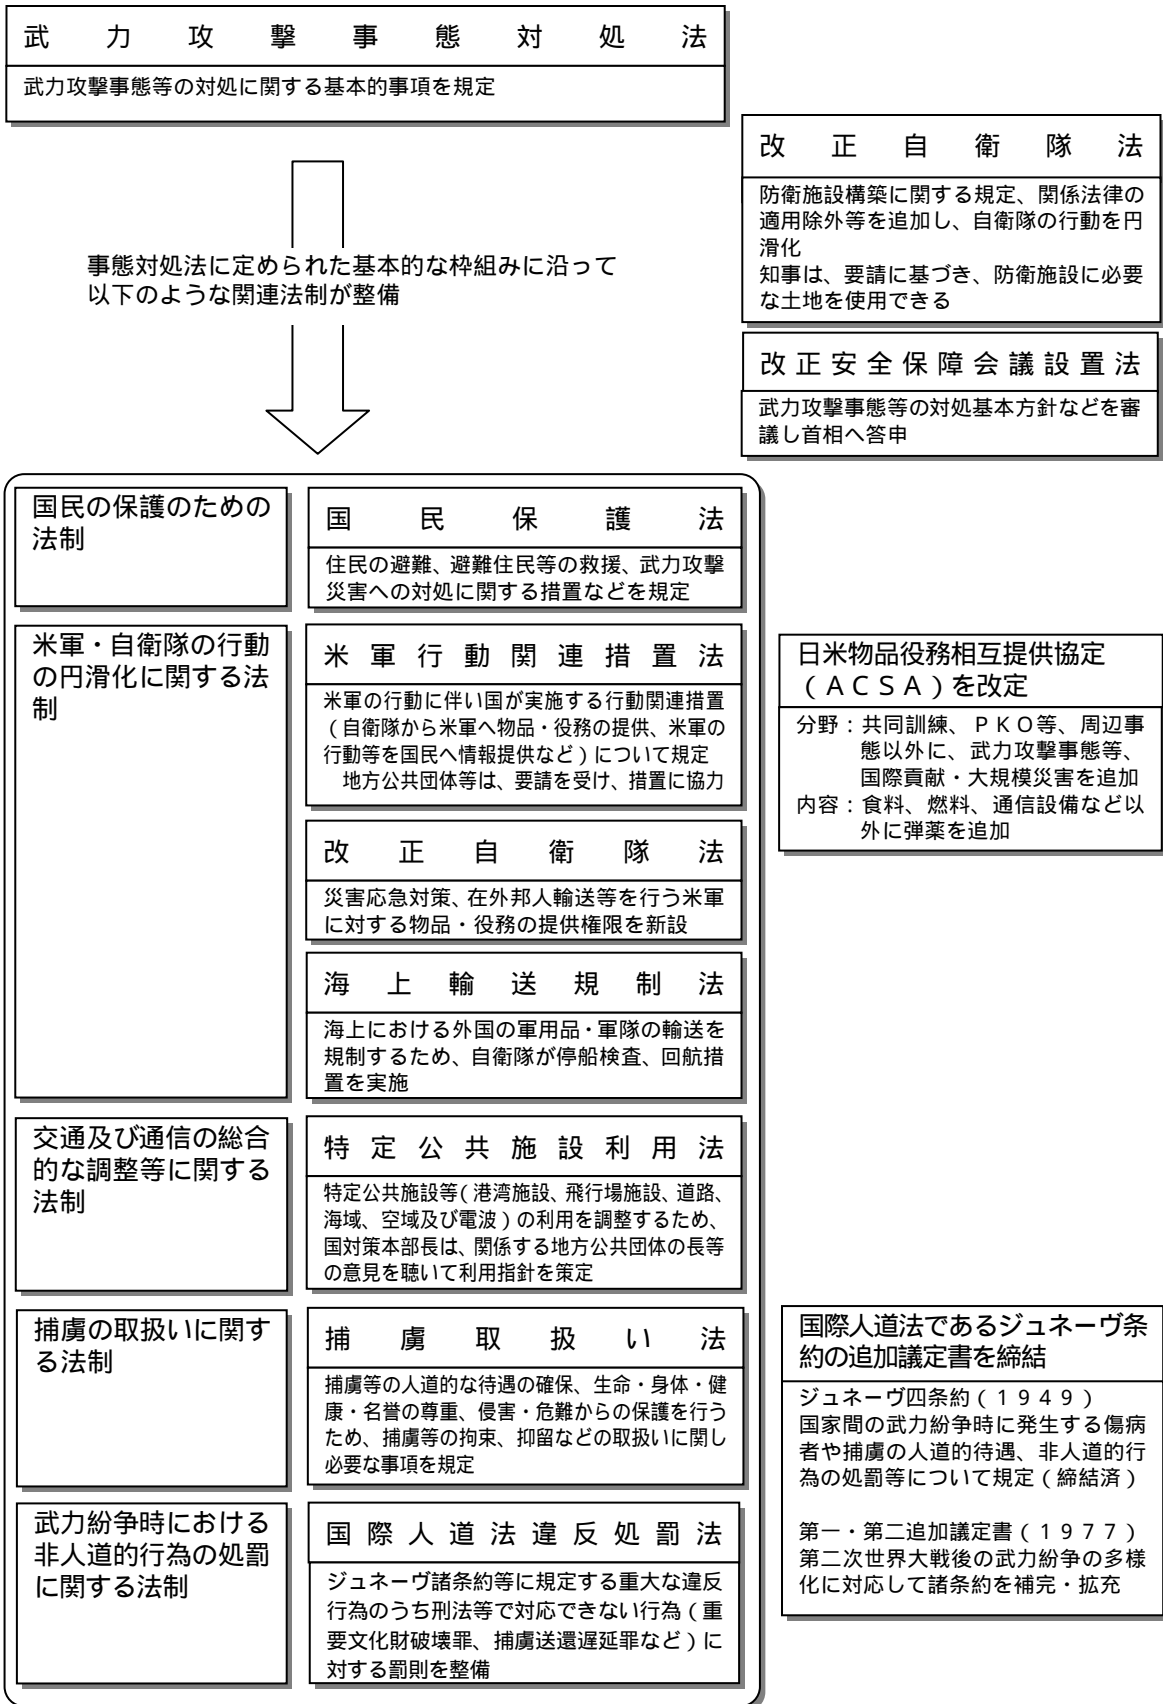 武力攻撃事態対処法
武力攻撃事態等の対処に関する基本的事項を規定
改正自衛隊法
防衛施設構築に関する規定、関係法律の
適用除外等を追加し、自衛隊の行動を円
滑化
知事は、要請に基づき、防衛施設に必要
な土地を使用できる
事態対処法に定められた基本的な枠組みに沿って
以下のような関連法制が整備
改正安全保障会議設置法
武力攻撃事態等の対処基本方針などを審
議し首相へ答申
国民の保護のための
法制
国民保護法
住民の避難、避難住民等の救援、武力攻撃
災害への対処に関する措置などを規定
米軍・自衛隊の行動
の円滑化に関する法
制
米軍行動関連措置法
米軍の行動に伴い国が実施する行動関連措置
(自衛隊から米軍へ物品・役務の提供、米軍の
行動等を国民へ情報提供など)について規定
地方公共団体等は、要請を受け、措置に協力
日米物品役務相互提供協定
(ACSA)を改定
分野：共同訓練、PKO等、周辺事
態以外に、武力攻撃事態等、
国際貢献・大規模災害を追加
内容：食料、燃料、通信設備など以
外に弾薬を追加
改正自衛隊法
災害応急対策、在外邦人輸送等を行う米軍
に対する物品・役務の提供権限を新設
海上輸送規制法
海上における外国の軍用品・軍隊の輸送を
規制するため、自衛隊が停船検査、回航措
置を実施
交通及び通信の総合
的な調整等に関する
法制
特定公共施設利用法
特定公共施設等(港湾施設、飛行場施設、道路、
海域、空域及び電波)の利用を調整するため、
国対策本部長は、関係する地方公共団体の長等
の意見を聴いて利用指針を策定
捕虜の取扱いに関す
る法制
捕虜取扱い法
捕虜等の人道的な待遇の確保、生命・身体・健
康・名誉の尊重、侵害・危難からの保護を行う
ため、捕虜等の拘束、抑留などの取扱いに関し
必要な事項を規定
国際人道法であるジュネーヴ条
約の追加議定書を締結
ジュネーヴ四条約(1949)
国家間の武力紛争時に発生する傷病
者や捕虜の人道的待遇、非人道的行
為の処罰等について規定(締結済)
第一・第二追加議定書(1977)
第二次世界大戦後の武力紛争の多様
化に対応して諸条約を補完・拡充
武力紛争時における
非人道的行為の処罰
に関する法制
国際人道法違反処罰法
ジュネーヴ諸条約等に規定する重大な違反
行為のうち刑法等で対応できない行為(重
要文化財破壊罪、捕虜送還遅延罪など)に
対する罰則を整備